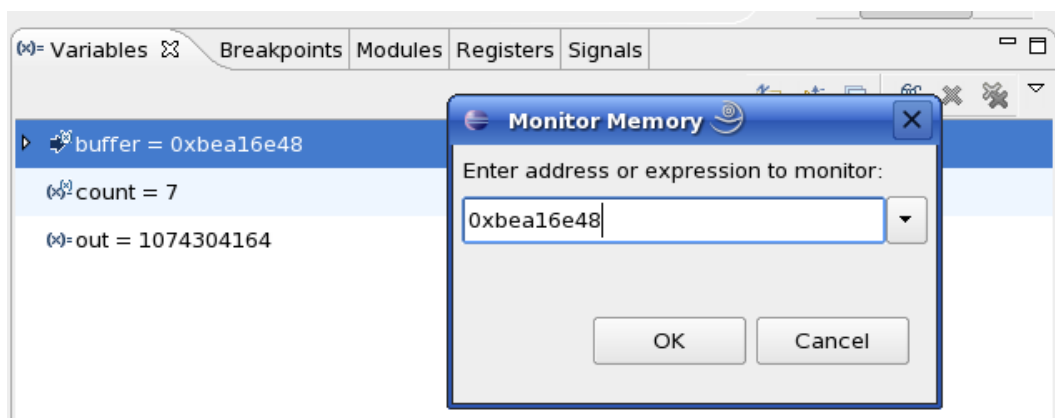 (x)= Variables Breakpoints Modules Registers Signals
Monitor Memory
buffer = 0xbea16e48
Enter address or expression to monitor:
(x) count = 7
0xbea16e48
(x)= out = 1074304164
OK Cancel